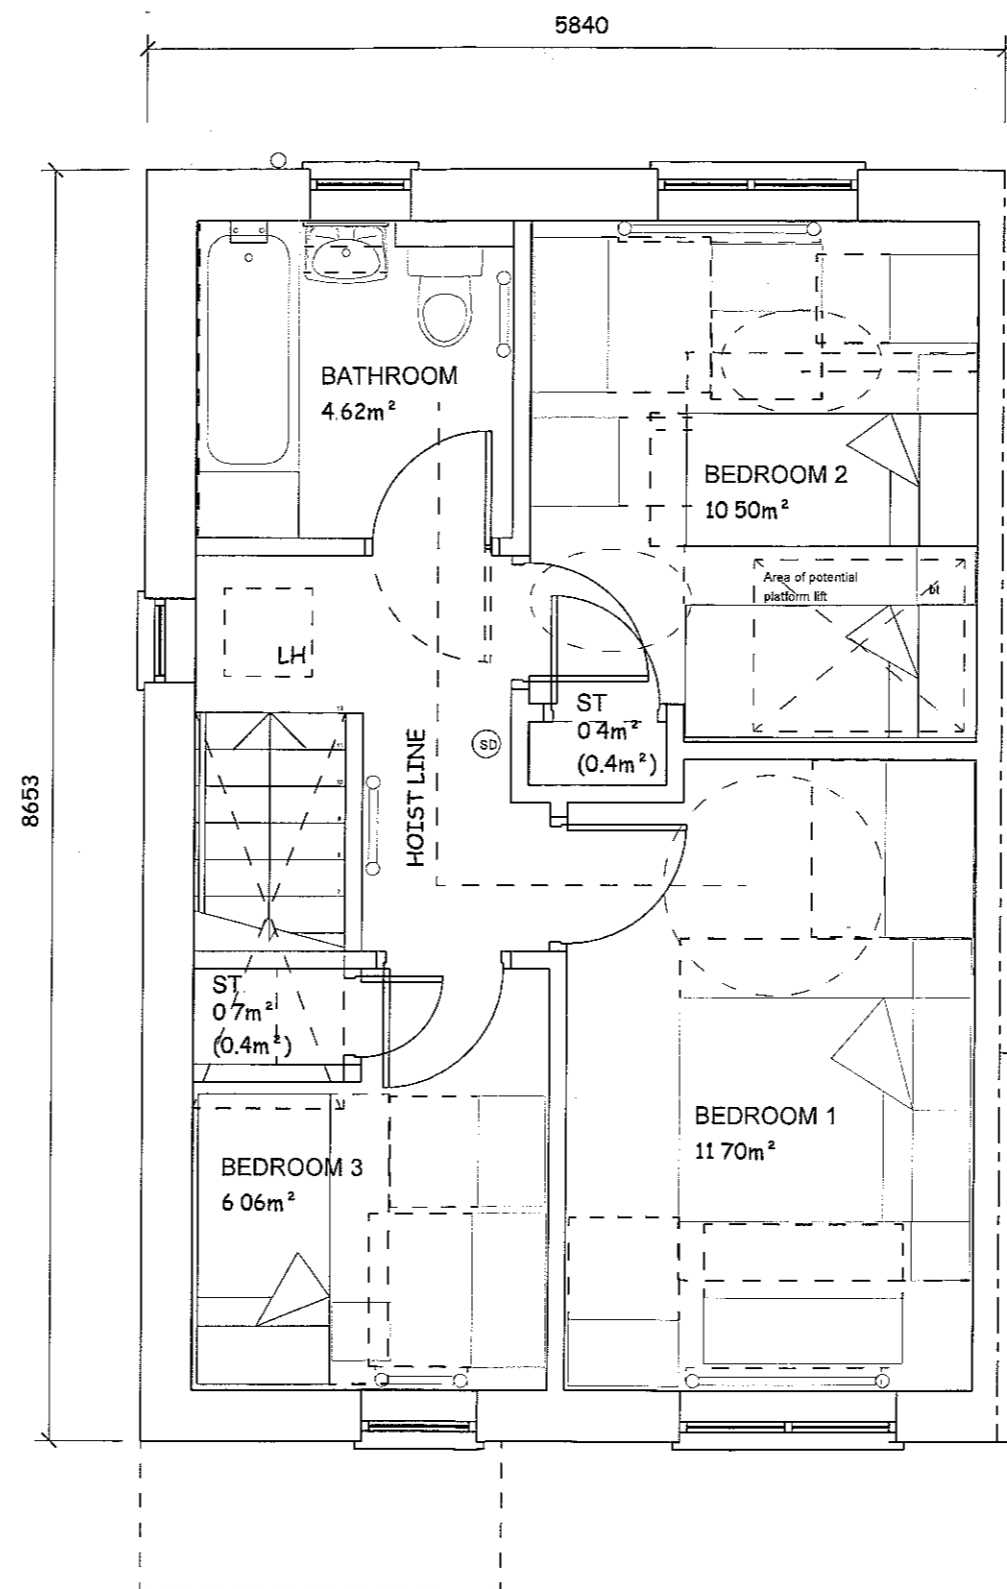 5840
8653
BATHROOM
4.62m²
BEDROOM 2
10 50m²
Area of potential
platform lift
bt
LH
ST
0 4m²
(0.4m²)
SD
HOIST LINE
ST
0 7m²
(0.4m²)
BEDROOM 1
11 70m²
BEDROOM 3
6 06m²